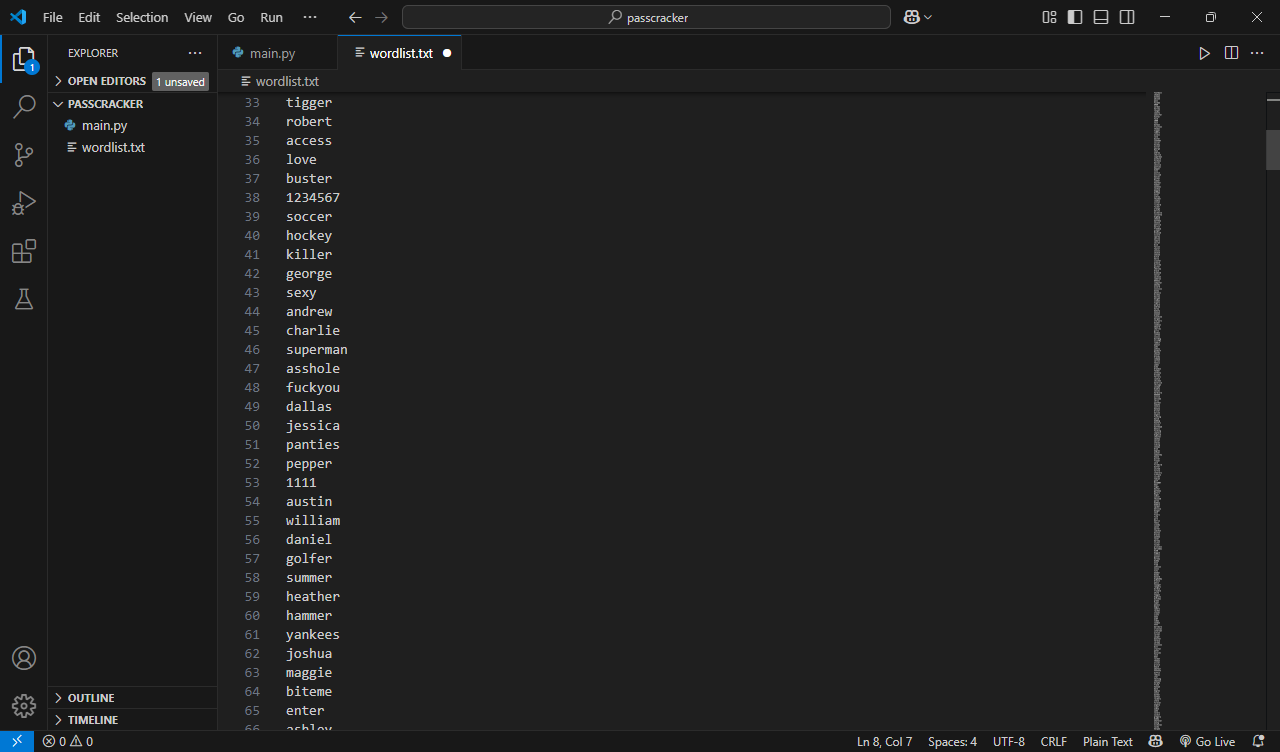 File Edit Selection View Go Run ··· passcracker
EXPLORER ···
OPEN EDITORS 1 unsaved
PASSCRACKER
main.py
wordlist.txt
OUTLINE
TIMELINE
main.py wordlist.txt
wordlist.txt
33 tigger
34 robert
35 access
36 love
37 buster
38 1234567
39 soccer
40 hockey
41 killer
42 george
43 sexy
44 andrew
45 charlie
46 superman
47 asshole
48 fuckyou
49 dallas
50 jessica
51 panties
52 pepper
53 1111
54 austin
55 william
56 daniel
57 golfer
58 summer
59 heather
60 hammer
61 yankees
62 joshua
63 maggie
64 biteme
65 enter
66 ashley
1
0 0 Ln 8, Col 7 Spaces: 4 UTF-8 CRLF Plain Text Go Live